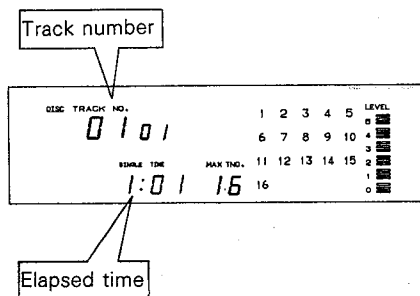 Track number
DISC TRACK NO.
01 01
SINGLE TIME MAX TNO.
1:01 16
1 2 3 4 5
6 7 8 9 10
11 12 13 14 15
16
LEVEL
5
4
3
2
1
0
Elapsed time